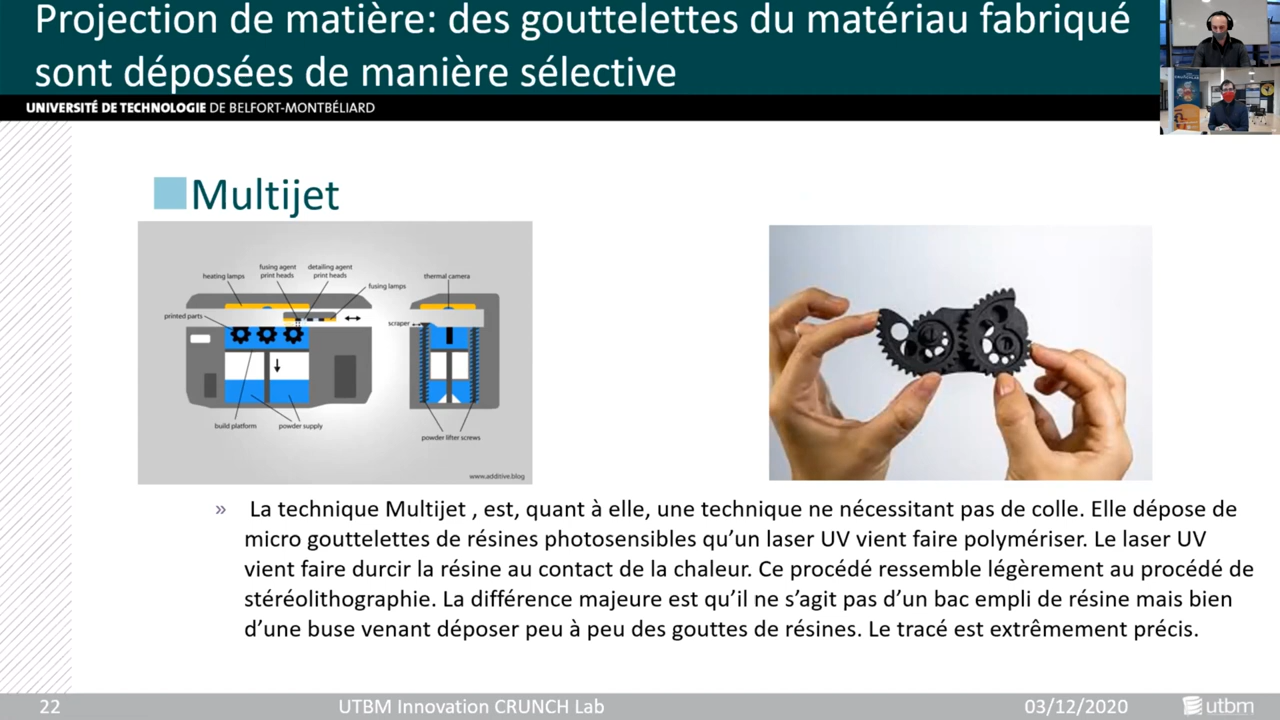 Projection de matière: des gouttelettes du matériau fabriqué
sont déposées de manière sélective
UNIVERSITÉ DE TECHNOLOGIE DE BELFORT-MONTBÉLIARD
Multijet
fusing agent
print heads
detailing agent
print heads
heating lamps
thermal camera
fusing lamps
printed parts
scraper
build platform
powder supply
powder lifter screws
www.additive.blog
» La technique Multijet , est, quant à elle, une technique ne nécessitant pas de colle. Elle dépose de
micro gouttelettes de résines photosensibles qu’un laser UV vient faire polymériser. Le laser UV
vient faire durcir la résine au contact de la chaleur. Ce procédé ressemble légèrement au procédé de
stéréolithographie. La différence majeure est qu’il ne s’agit pas d’un bac empli de résine mais bien
d’une buse venant déposer peu à peu des gouttes de résines. Le tracé est extrêmement précis.
22
UTBM Innovation CRUNCH Lab
03/12/2020
utbm